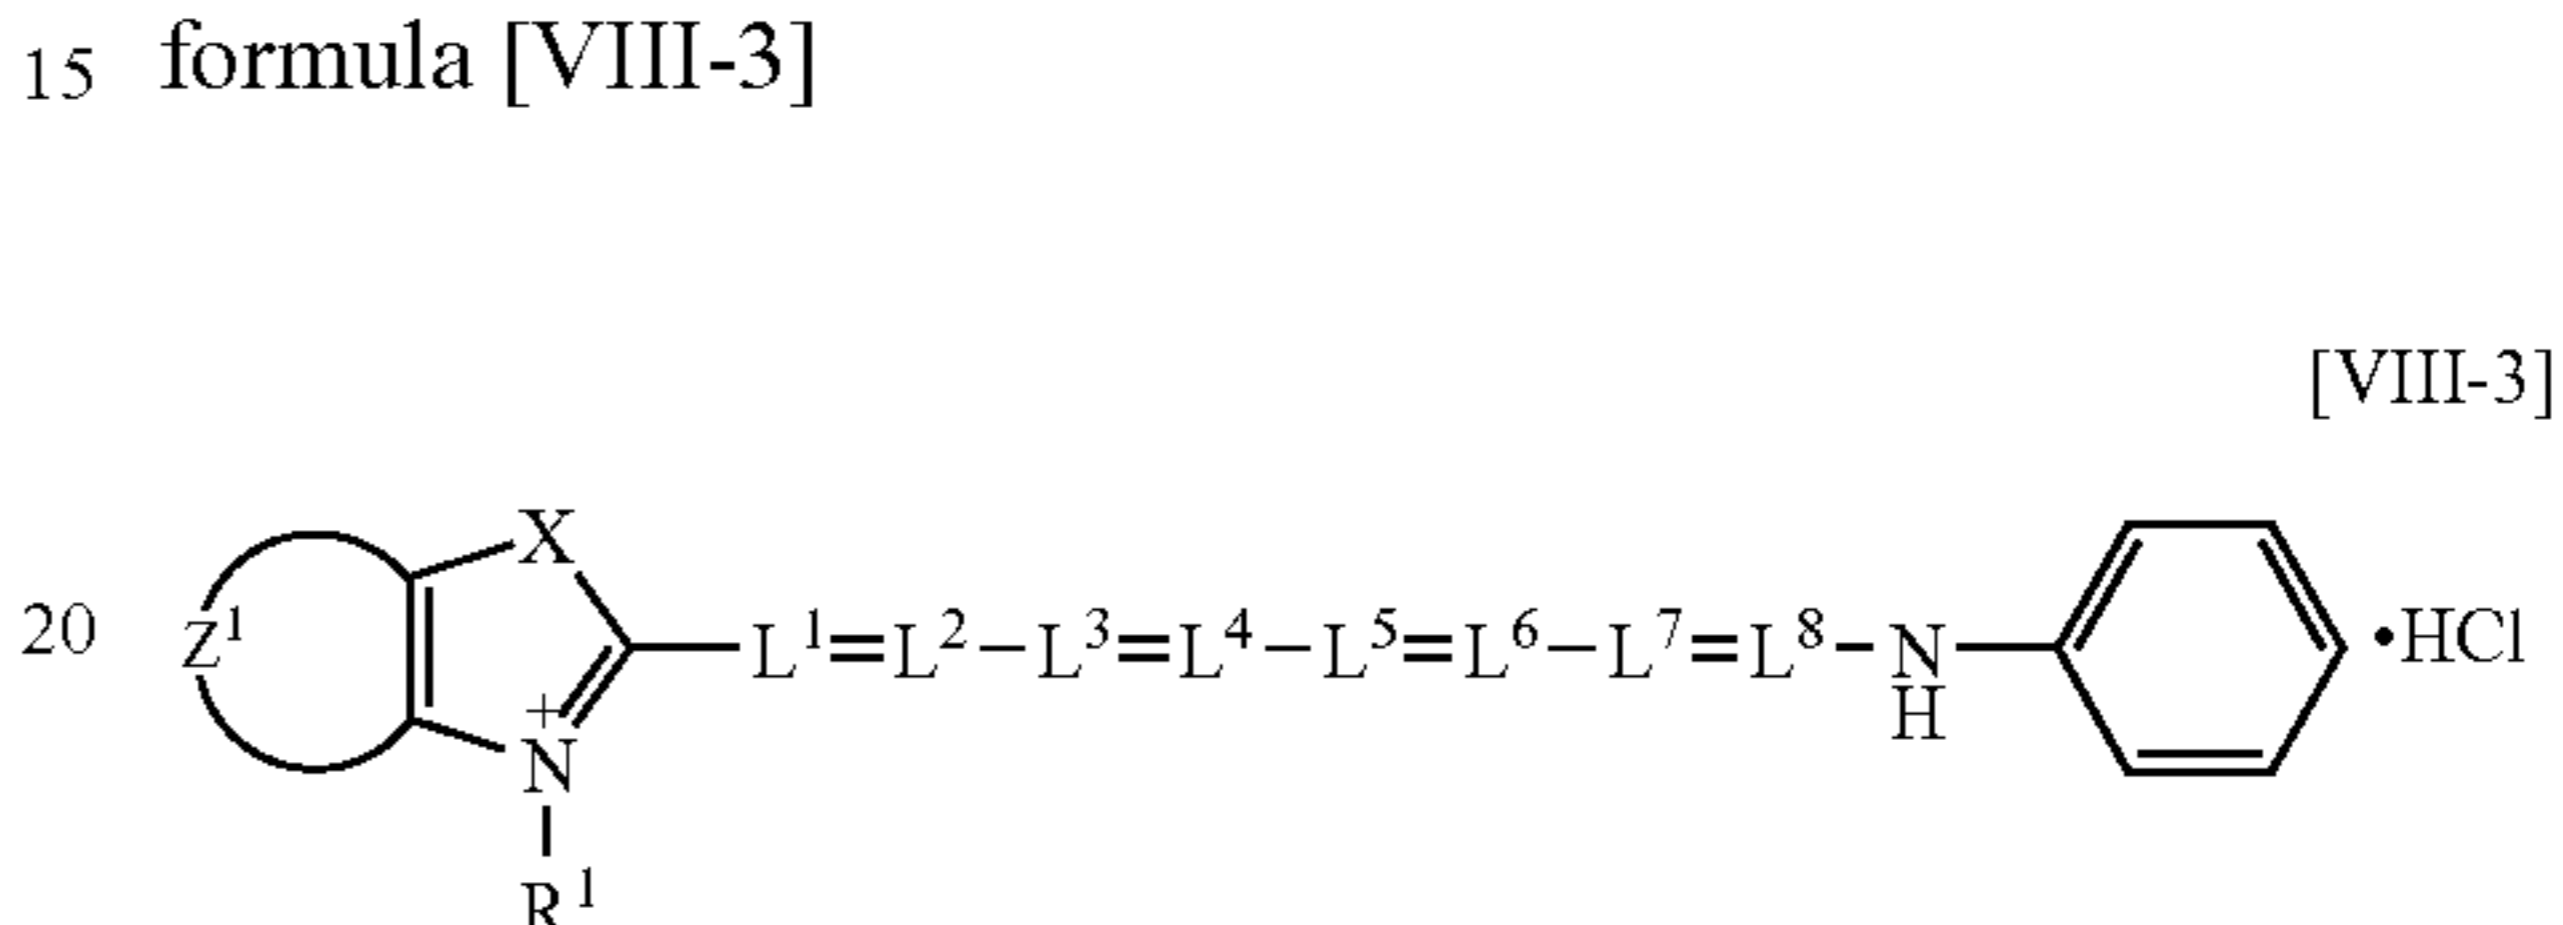 15 formula [VIII-3]
[VIII-3]
X
20 Z¹ L¹=L²–L³=L⁴–L⁵=L⁶–L⁷=L⁸–N •HCl
+ H
N
R¹